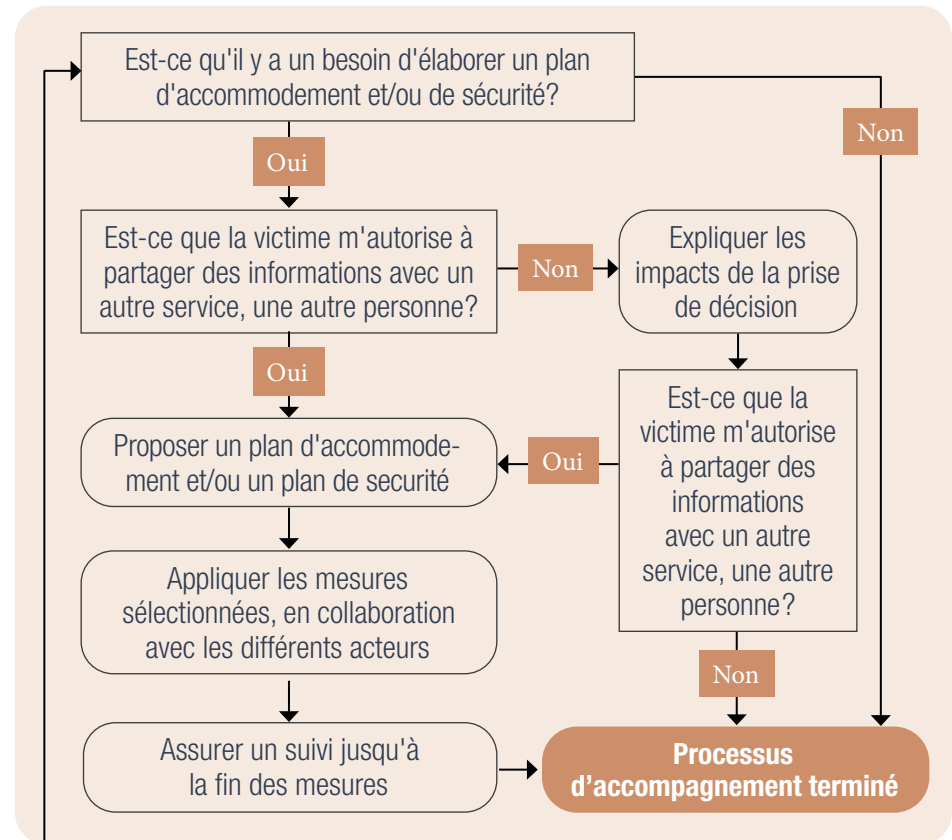 Est-ce qu'il y a un besoin d'élaborer un plan
d'accommodement et/ou de sécurité?
Non
Oui
Est-ce que la victime m'autorise à
partager des informations avec un
autre service, une autre personne?
Non
Expliquer les
impacts de la prise
de décision
Oui
Est-ce que la
victime m'autorise
à partager des
informations
avec un autre
service, une autre
personne?
Oui
Proposer un plan d'accommode-
ment et/ou un plan de securité
Appliquer les mesures
sélectionnées, en collaboration
avec les différents acteurs
Non
Assurer un suivi jusqu'à
la fin des mesures
Processus
d'accompagnement terminé